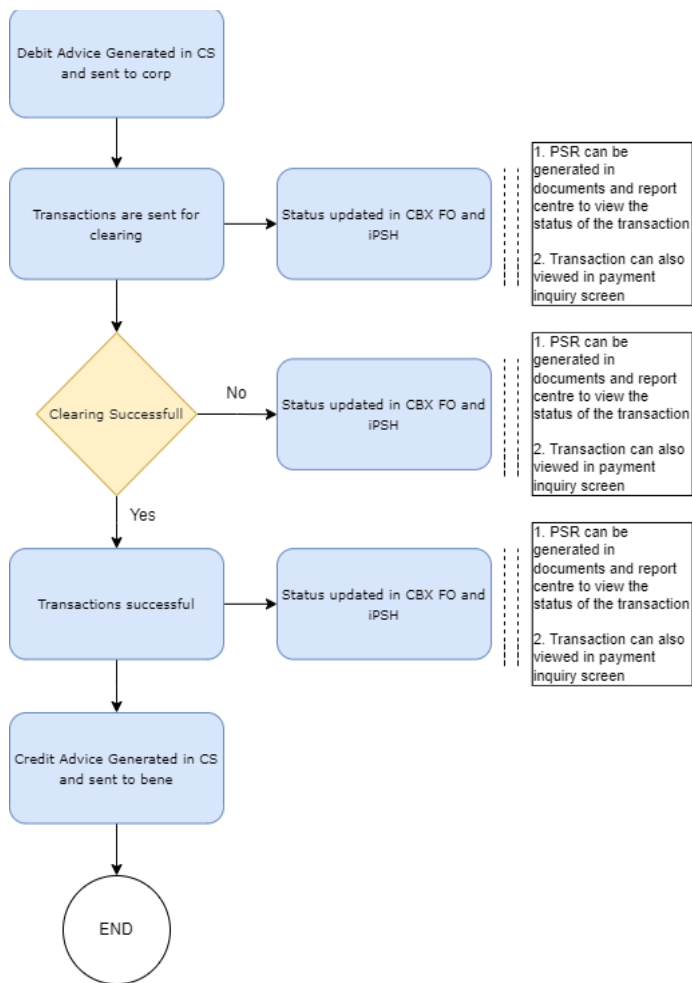 Debit Advice Generated in CS
and sent to corp
Transactions are sent for
clearing
Status updated in CBX FO and
iPSH
1. PSR can be
generated in
documents and report
centre to view the
status of the transaction
2. Transaction can also
viewed in payment
inquiry screen
Clearing Successfull
No
Status updated in CBX FO and
iPSH
1. PSR can be
generated in
documents and report
centre to view the
status of the transaction
2. Transaction can also
viewed in payment
inquiry screen
Yes
Transactions successful
Status updated in CBX FO and
iPSH
1. PSR can be
generated in
documents and report
centre to view the
status of the transaction
2. Transaction can also
viewed in payment
inquiry screen
Credit Advice Generated in CS
and sent to bene
END